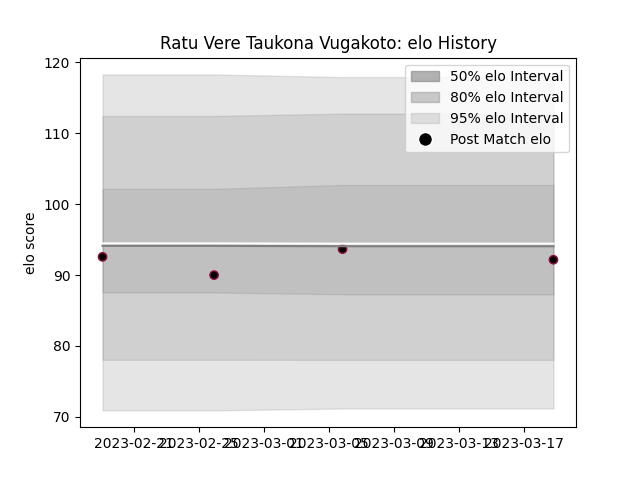 Ratu Vere Taukona Vugakoto: elo History
120
110
100
90
80
70
elo score
50% elo Interval
80% elo Interval
95% elo Interval
Post Match elo
2023-02-21 2023-02-25 2023-03-01 2023-03-05 2023-03-09 2023-03-13 2023-03-17